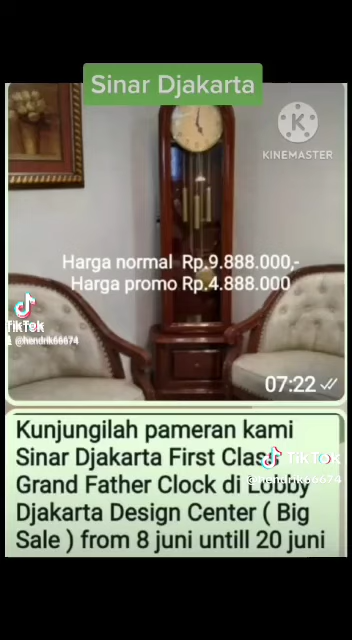 Sinar Djakarta
KINEMASTER
Harga normal Rp.9.888.000,-
Harga promo Rp.4.888.000
TikTok
@hendrik66674
07:22
Kunjungilah pameran kami
Sinar Djakarta First Class
TikTok
Grand Father Clock di Lobby
@hendrik66674
Djakarta Design Center ( Big
Sale ) from 8 juni untill 20 juni